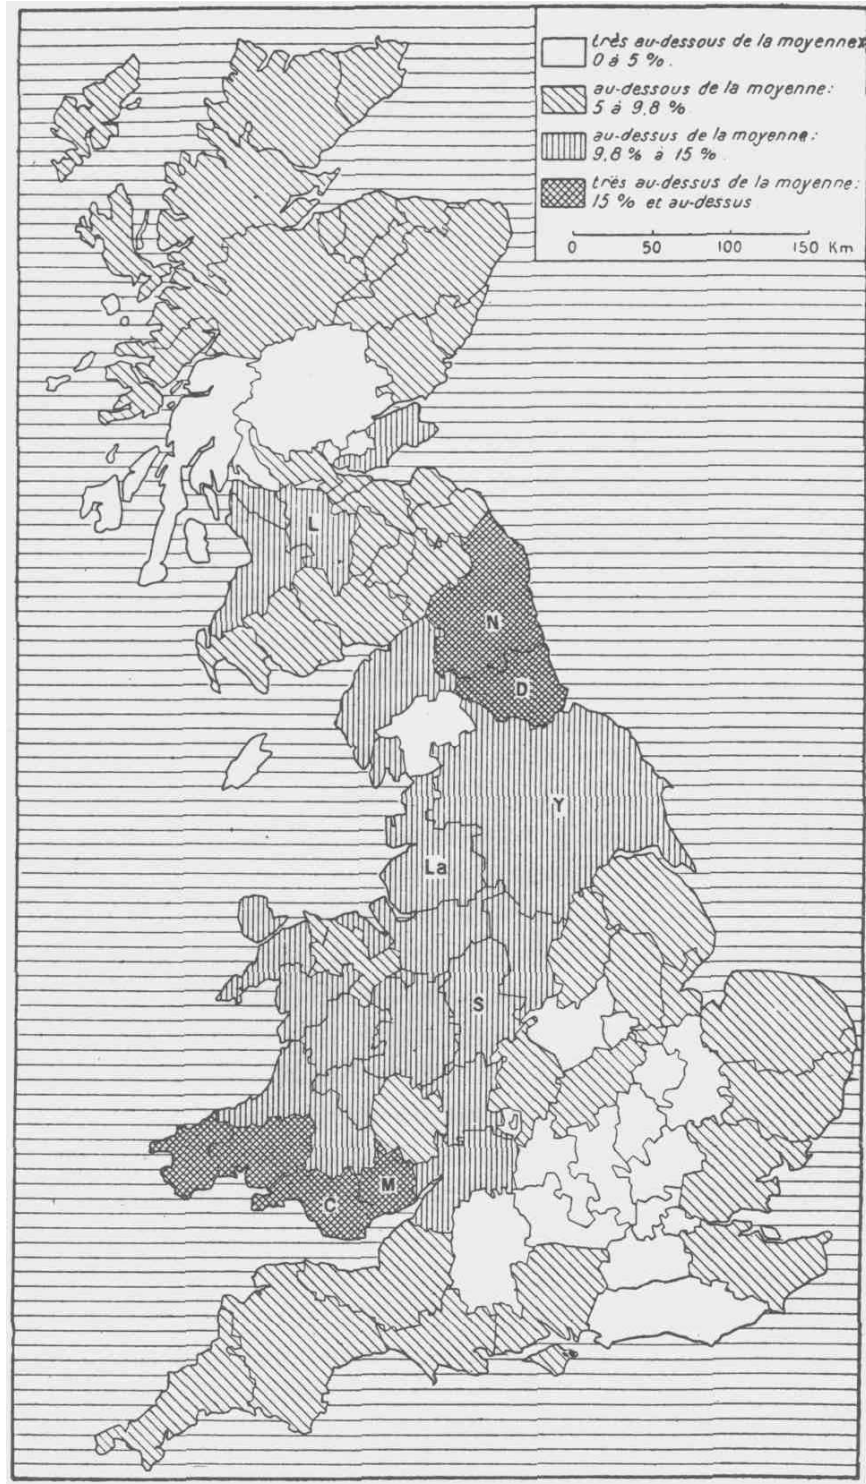 très au-dessous de la moyenne:
0 à 5 %.
au-dessous de la moyenne:
5 à 9,8 %
au-dessus de la moyenne:
9,8 % à 15 %.
très au-dessus de la moyenne:
15 % et au-dessus
0 50 100 150 Km
L
N
D
Y
La
S
M
C